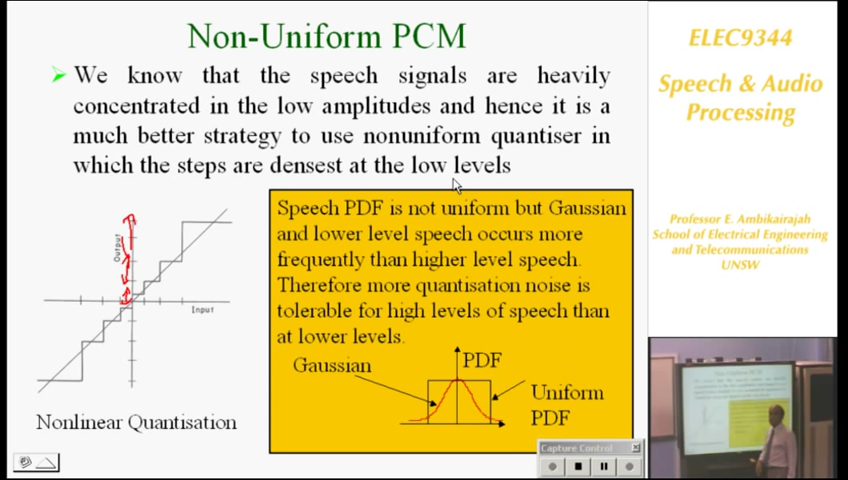 Non-Uniform PCM
We know that the speech signals are heavily
concentrated in the low amplitudes and hence it is a
much better strategy to use nonuniform quantiser in
which the steps are densest at the low levels
Output
Input
Nonlinear Quantisation
Speech PDF is not uniform but Gaussian
and lower level speech occurs more
frequently than higher level speech.
Therefore more quantisation noise is
tolerable for high levels of speech than
at lower levels.
Gaussian
PDF
Uniform
PDF
Capture Control
ELEC9344
Speech & Audio
Processing
Professor E. Ambikairajah
School of Electrical Engineering
and Telecommunications
UNSW
Non-Uniform PCM